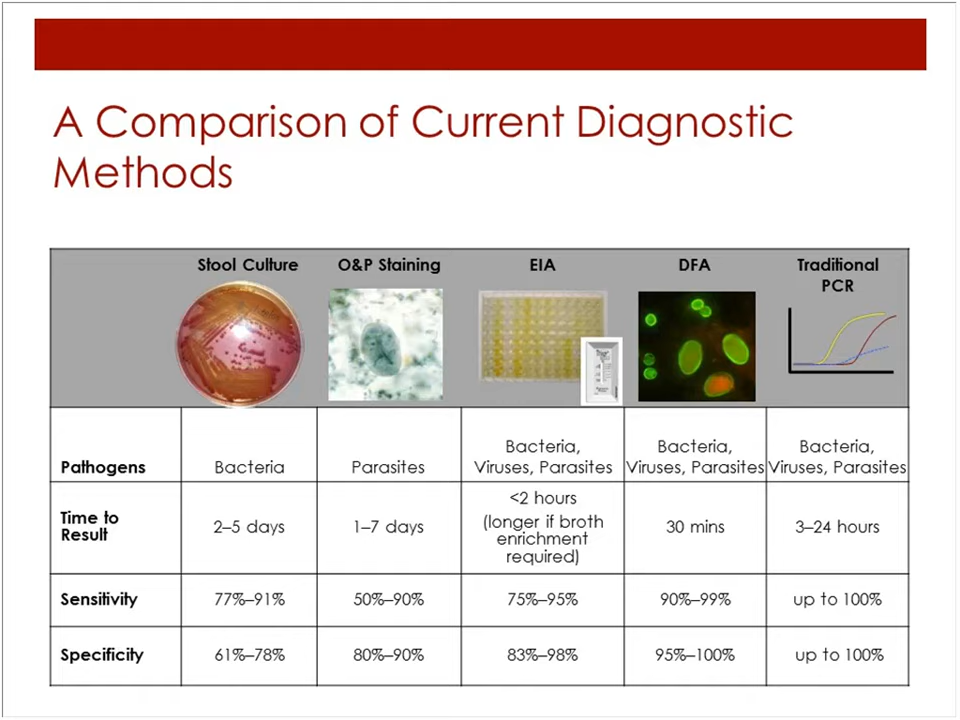 A Comparison of Current Diagnostic
Methods
Stool Culture O&P Staining EIA DFA Traditional
PCR
Pathogens Bacteria Parasites Bacteria,
Viruses, Parasites Bacteria,
Viruses, Parasites Bacteria,
Viruses, Parasites
Time to
Result 2–5 days 1–7 days <2 hours
(longer if broth
enrichment
required) 30 mins 3–24 hours
Sensitivity 77%–91% 50%–90% 75%–95% 90%–99% up to 100%
Specificity 61%–78% 80%–90% 83%–98% 95%–100% up to 100%